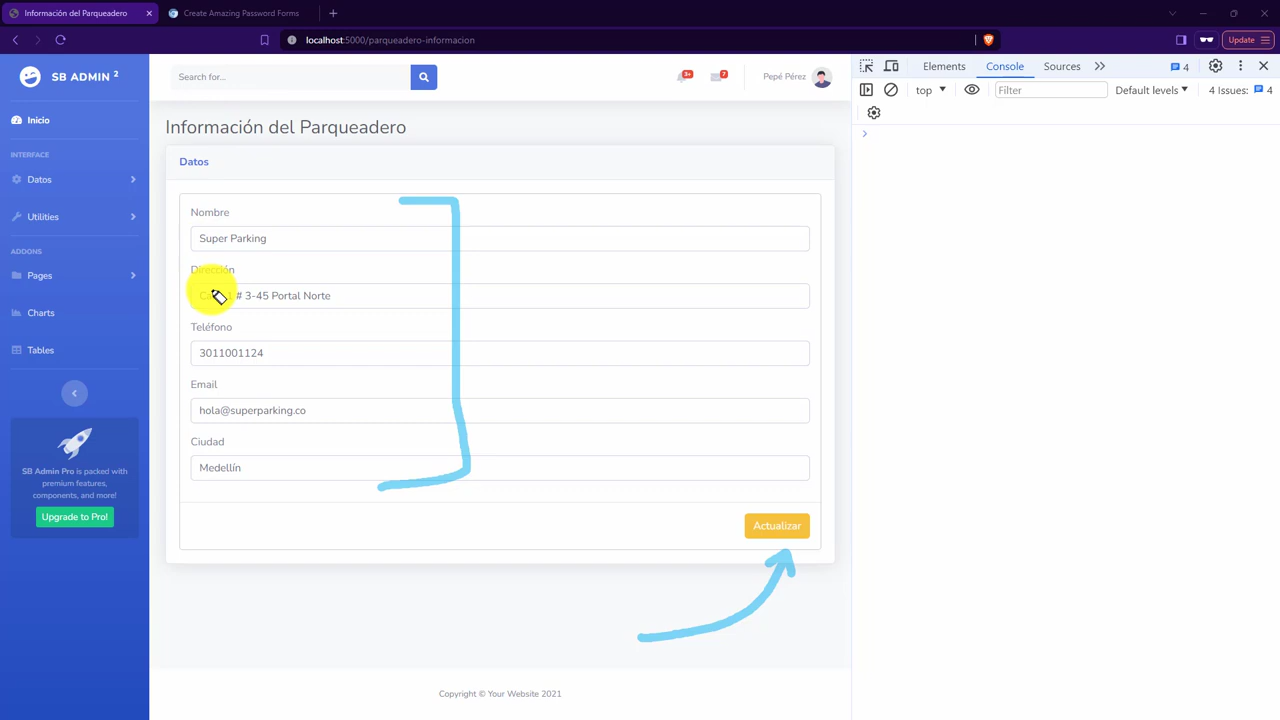 Información del Parqueadero
Create Amazing Password Forms
localhost:5000/parqueadero-informacion
Update
SB ADMIN 2
Search for...
3+
7
Pepé Pérez
Elements
Console
Sources
4
top
Filter
Default levels
4 Issues:
4
Inicio
INTERFACE
Datos
Utilities
ADDONS
Pages
Charts
Tables
SB Admin Pro is packed with
premium features,
components, and more!
Upgrade to Pro!
Información del Parqueadero
Datos
Nombre
Super Parking
Dirección
# 3-45 Portal Norte
Teléfono
3011001124
Email
hola@superparking.co
Ciudad
Medellín
Actualizar
Copyright © Your Website 2021